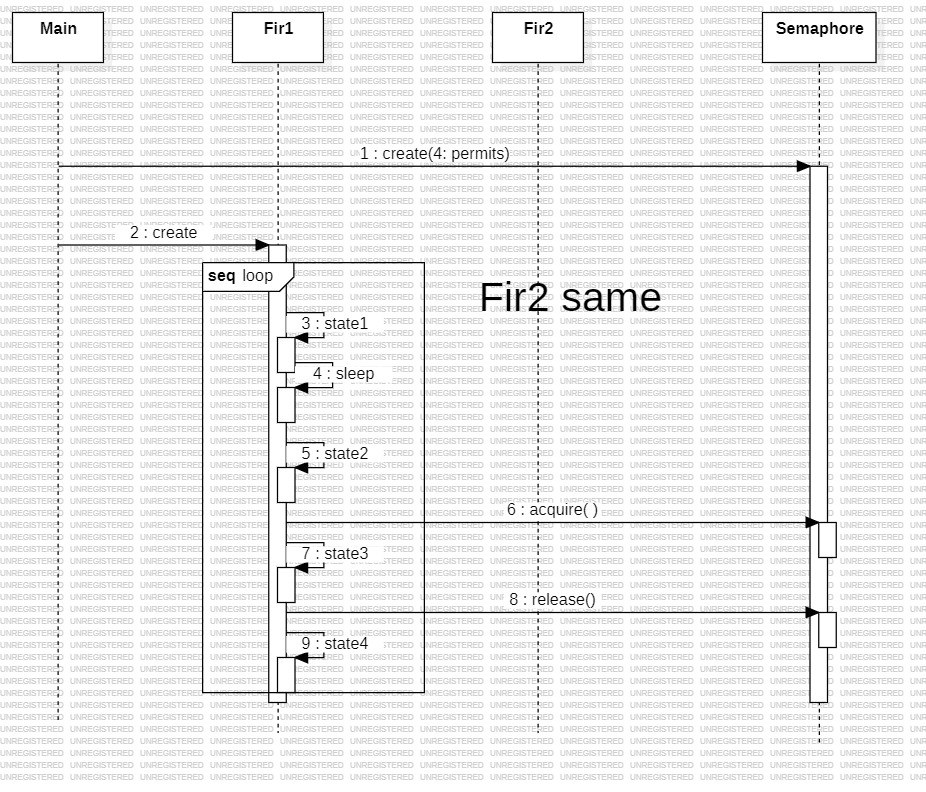 Main
Fir1
Fir2
Semaphore
1 : create(4: permits)
2 : create
seq loop
Fir2 same
3 : state1
4 : sleep
5 : state2
6 : acquire( )
7 : state3
8 : release()
9 : state4
UNREGISTERED